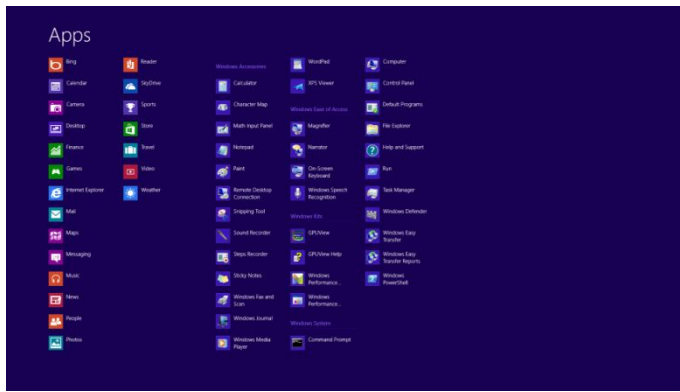 Apps
Bing
Calendar
Camera
Desktop
Finance
Games
Internet Explorer
Mail
Maps
Messaging
Music
News
People
Photos
Reader
SkyDrive
Sports
Store
Travel
Video
Weather
Windows Accessories
Calculator
Character Map
Math Input Panel
Notepad
Paint
Remote Desktop
Connection
Snipping Tool
Sound Recorder
Steps Recorder
Sticky Notes
Windows Fax and
Scan
Windows Journal
Windows Media
Player
WordPad
XPS Viewer
Windows Ease of Access
Magnifier
Narrator
On-Screen
Keyboard
Windows Speech
Recognition
Windows Kits
GPUView
GPUView Help
Windows
Performance...
Windows
Performance...
Windows System
Command Prompt
Computer
Control Panel
Default Programs
File Explorer
Help and Support
Run
Task Manager
Windows Defender
Windows Easy
Transfer
Windows Easy
Transfer Reports
Windows
PowerShell